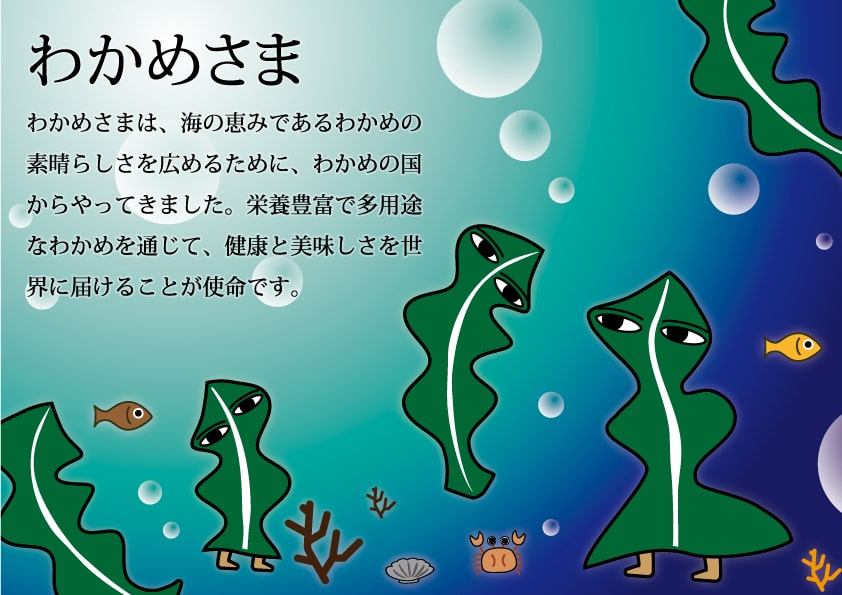 わかめさま
わかめさまは、海の恵みであるわかめの
素晴らしさを広めるために、わかめの国
からやってきました。栄養豊富で多用途
なわかめを通じて、健康と美味しさを世
界に届けることが使命です。